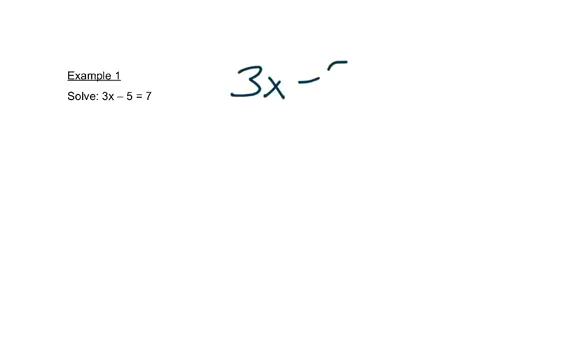 Example 1
Solve: 3x – 5 = 7
3x –